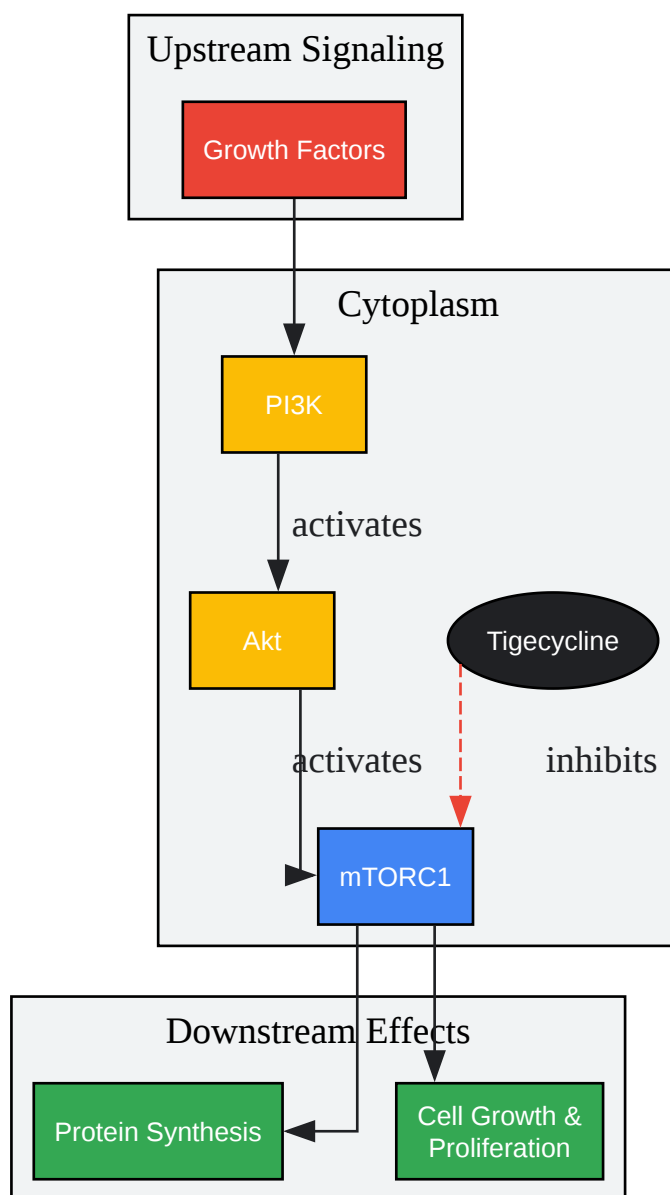 Upstream Signaling
Growth Factors
Cytoplasm
PI3K
activates
Akt
Tigecycline
activates
inhibits
mTORC1
Downstream Effects
Protein Synthesis
Cell Growth &
Proliferation